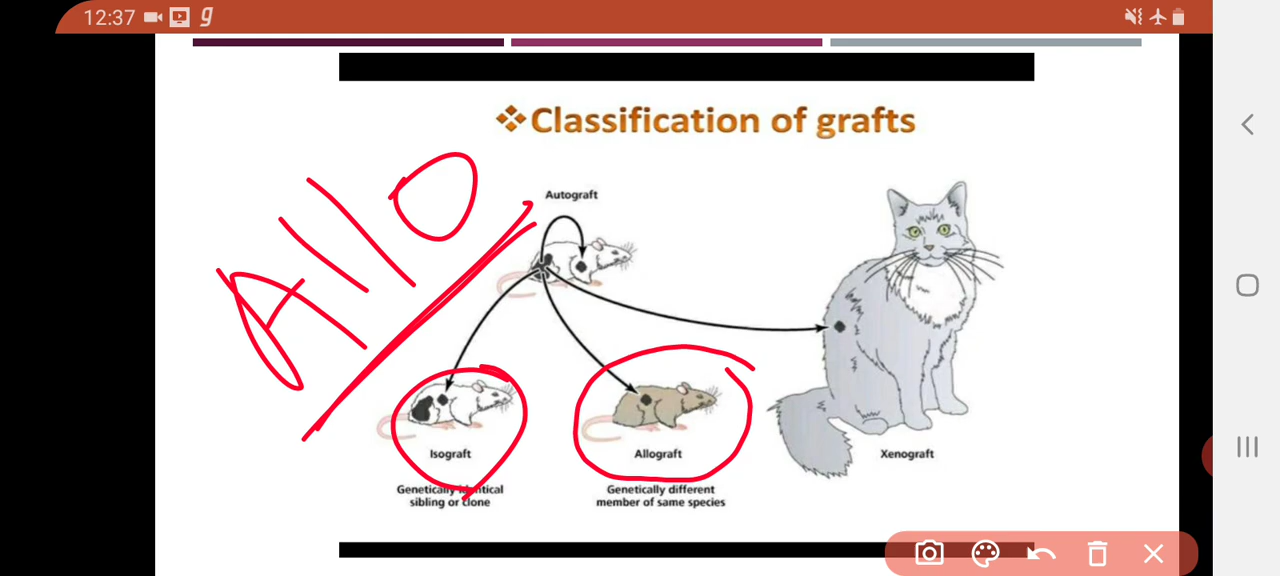 12:37 g
❖Classification of grafts
Allo
Autograft
Isograft
Allograft
Xenograft
Genetically identical
sibling or clone
Genetically different
member of same species